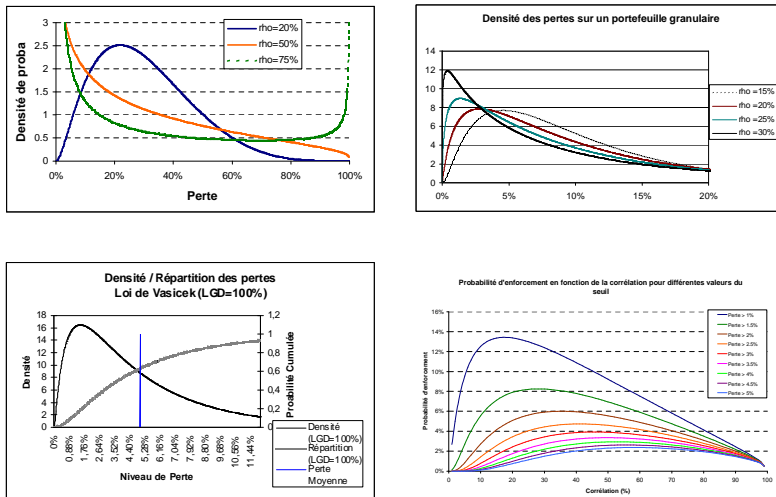 Densité de proba
3
2.5
2
1.5
1
0.5
0
0% 20% 40% 60% 80% 100%
Perte
rho=20%
rho=50%
rho=75%
Densité des pertes sur un portefeuille granulaire
14
12
10
8
6
4
2
0
0% 5% 10% 15% 20%
rho =15%
rho =20%
rho =25%
rho =30%
Densité / Répartition des pertes
Loi de Vasicek (LGD=100%)
Densité
18
16
14
12
10
8
6
4
2
0
0% 0,88% 1,76% 2,64% 3,52% 4,40% 5,28% 6,16% 7,04% 7,92% 8,80% 9,68% 10,56% 11,44%
Niveau de Perte
1,2
1
0,8
0,6
0,4
0,2
0
Proabilité Cumulée
Densité
(LGD=100%)
Répartition
(LGD=100%)
Perte
Moyenne
Probabilité d'enforcement en fonction de la corrélation pour différentes valeurs du
seuil
Probabilité d'enforcement
16%
14%
12%
10%
8%
6%
4%
2%
0%
0 10 20 30 40 50 60 70 80 90 100
Corrélation (%)
Perte > 1%
Perte > 1.5%
Perte > 2%
Perte > 2.5%
Perte > 3%
Perte > 3.5%
Perte > 4%
Perte > 4.5%
Perte > 5%